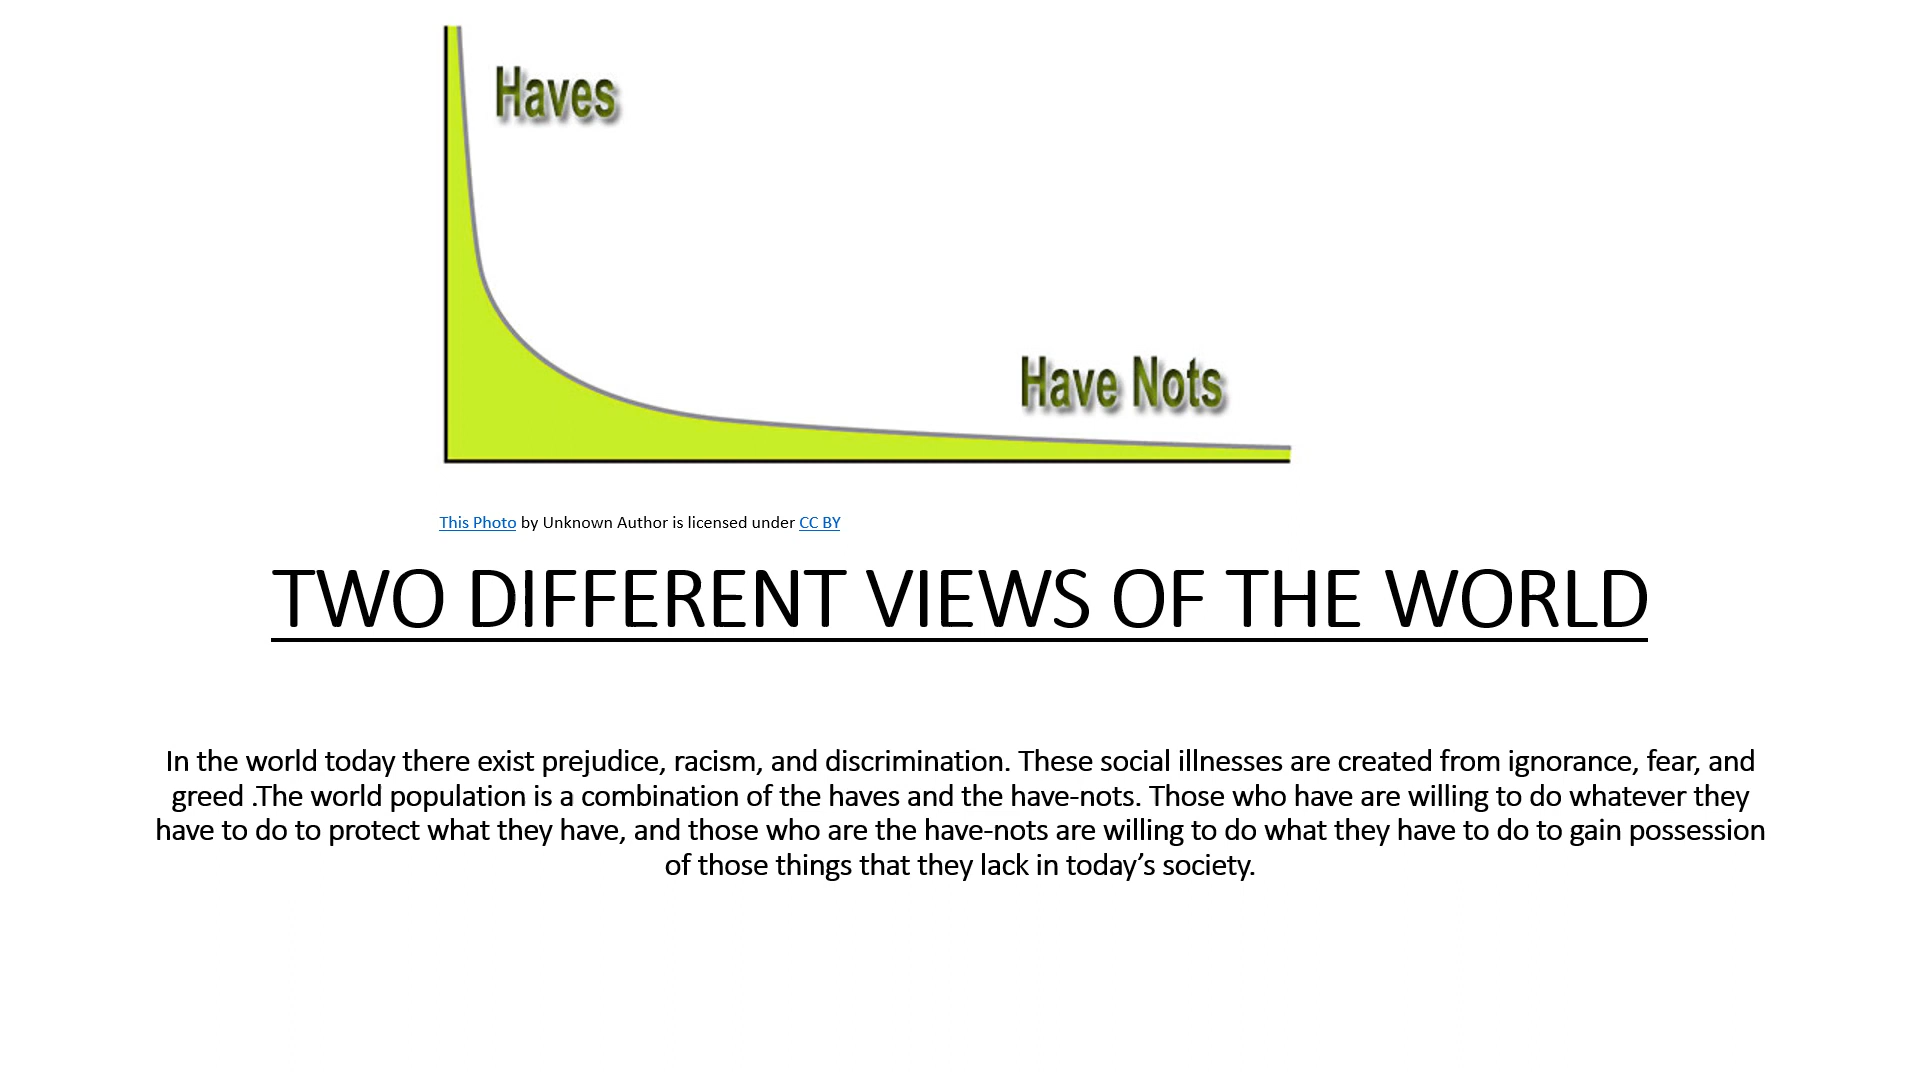 Haves
Have Nots
This Photo by Unknown Author is licensed under CC BY
TWO DIFFERENT VIEWS OF THE WORLD
In the world today there exist prejudice, racism, and discrimination. These social illnesses are created from ignorance, fear, and
greed .The world population is a combination of the haves and the have-nots. Those who have are willing to do whatever they
have to do to protect what they have, and those who are the have-nots are willing to do what they have to do to gain possession
of those things that they lack in today’s society.